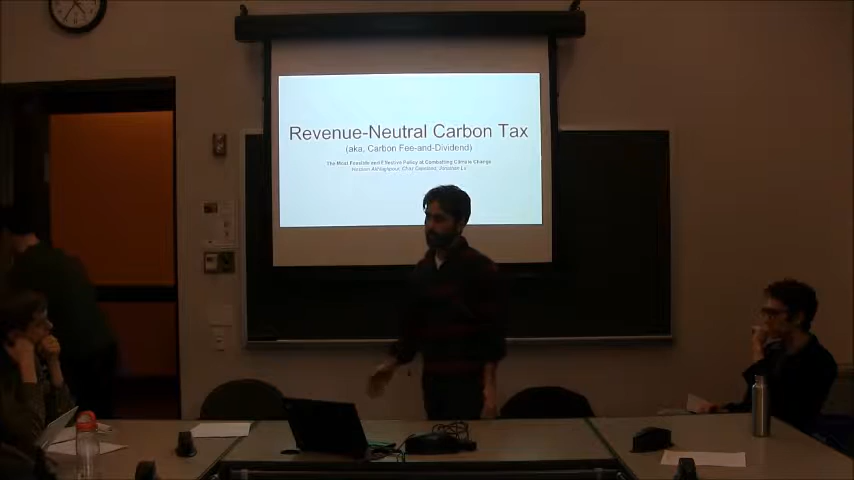 Revenue-Neutral Carbon Tax
(aka, Carbon Fee-and-Dividend)
The Most Feasible and Effective Policy at Combatting Climate Change